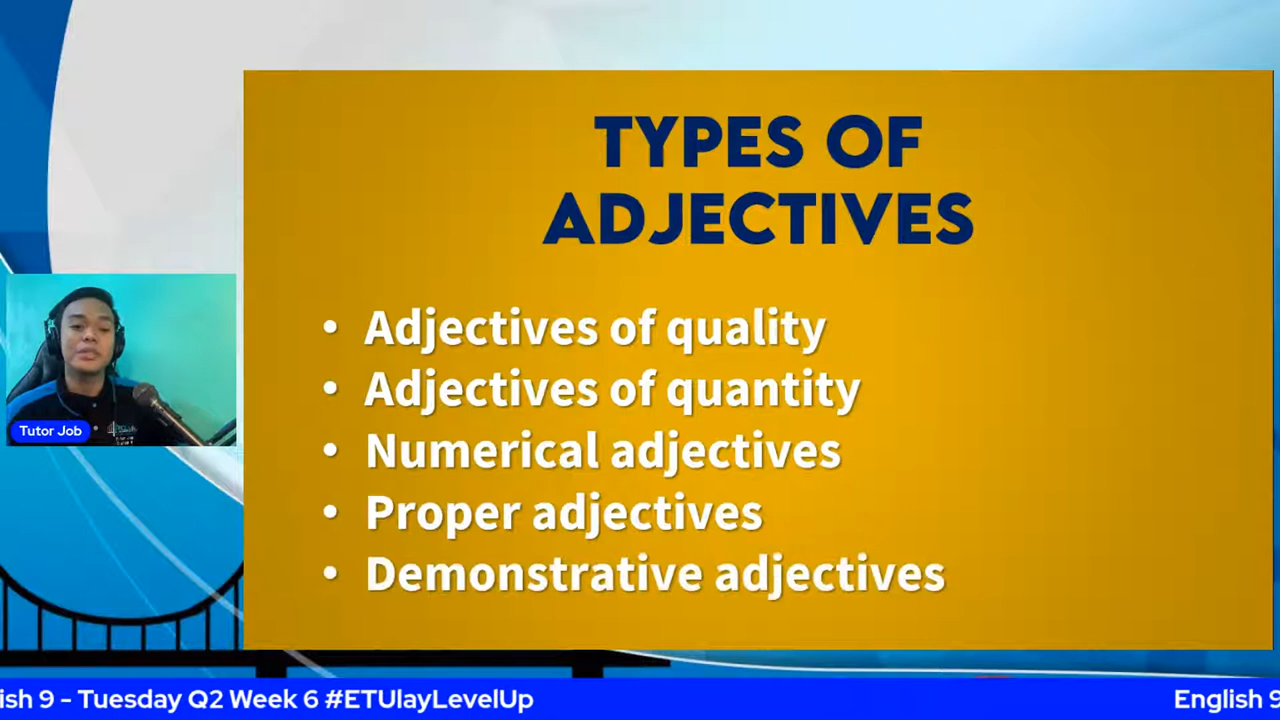 TYPES OF
ADJECTIVES
• Adjectives of quality
• Adjectives of quantity
• Numerical adjectives
• Proper adjectives
• Demonstrative adjectives
Tutor Job
ish 9 - Tuesday Q2 Week 6 #ETUlayLevelUp
English 9